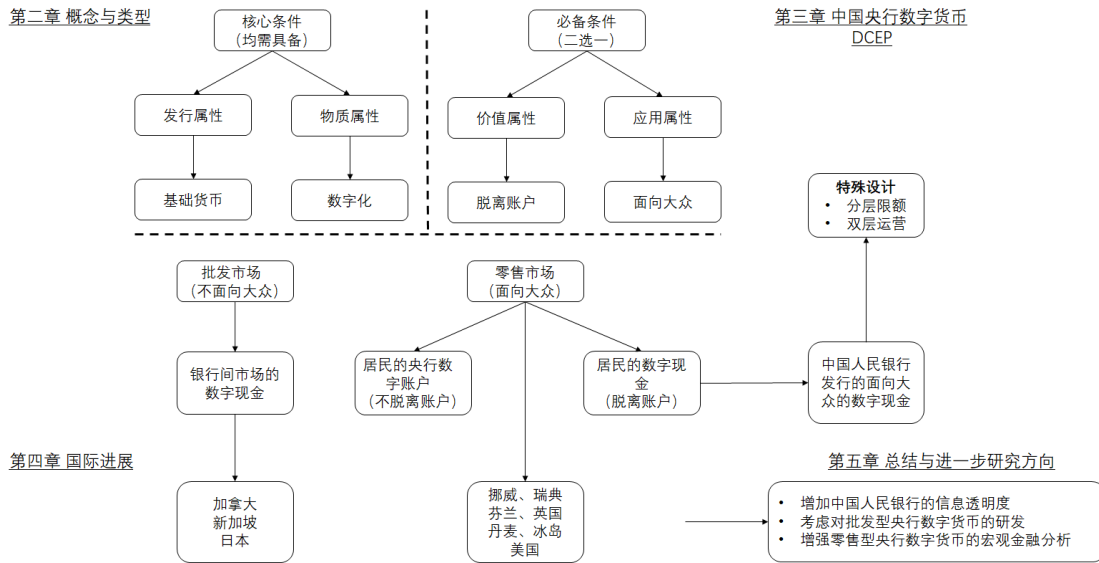 第二章 概念与类型
核心条件
（均需具备）
必备条件
（二选一）
第三章 中国央行数字货币
DCEP
发行属性
物质属性
价值属性
应用属性
基础货币
数字化
脱离账户
面向大众
特殊设计
• 分层限额
• 双层运营
批发市场
（不面向大众）
零售市场
（面向大众）
银行间市场的
数字现金
居民的央行数
字账户
（不脱离账户）
居民的数字现
金
（脱离账户）
中国人民银行
发行的面向大
众的数字现金
第四章 国际进展
第五章 总结与进一步研究方向
加拿大
新加坡
日本
挪威、瑞典
芬兰、英国
丹麦、冰岛
美国
• 增加中国人民银行的信息透明度
• 考虑对批发型央行数字货币的研发
• 增强零售型央行数字货币的宏观金融分析